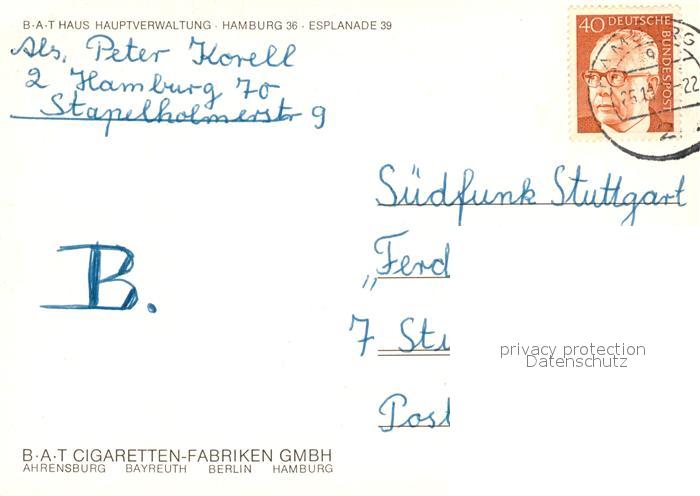 B·A·T HAUS HAUPTVERWALTUNG · HAMBURG 36 · ESPLANADE 39
Abs. Peter Korell
2 Hamburg 70
Stapelholmerstr 9
40 DEUTSCHE
BUNDESPOST
Südfunk Stuttgart
„Ferd
B.
7 Stu
privacy protection
Datenschutz
Post
B·A·T CIGARETTEN-FABRIKEN GMBH
AHRENSBURG BAYREUTH BERLIN HAMBURG